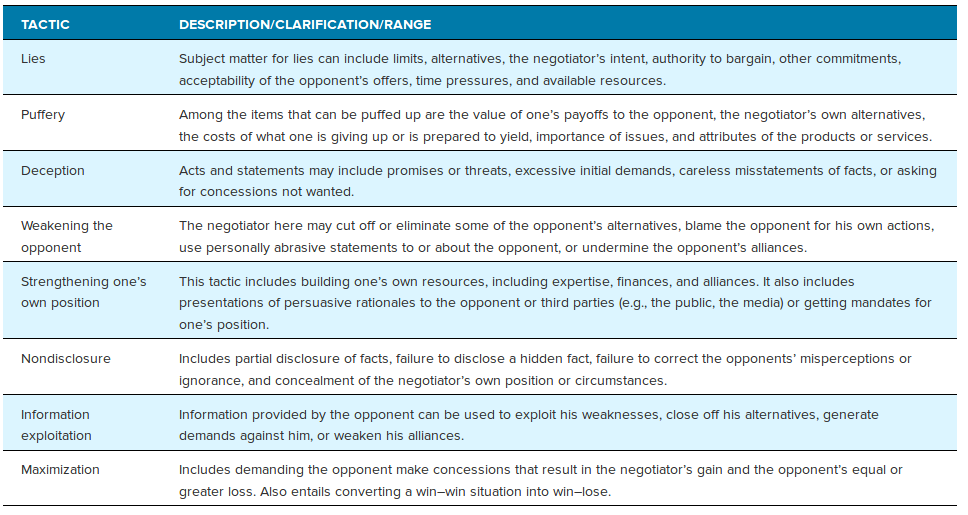 TACTIC DESCRIPTION/CLARIFICATION/RANGE
Lies Subject matter for lies can include limits, alternatives, the negotiator’s intent, authority to bargain, other commitments,
acceptability of the opponent’s offers, time pressures, and available resources.
Puffery Among the items that can be puffed up are the value of one’s payoffs to the opponent, the negotiator’s own alternatives,
the costs of what one is giving up or is prepared to yield, importance of issues, and attributes of the products or services.
Deception Acts and statements may include promises or threats, excessive initial demands, careless misstatements of facts, or asking
for concessions not wanted.
Weakening the The negotiator here may cut off or eliminate some of the opponent’s alternatives, blame the opponent for his own actions,
opponent use personally abrasive statements to or about the opponent, or undermine the opponent’s alliances.
Strengthening one’s This tactic includes building one’s own resources, including expertise, finances, and alliances. It also includes
own position presentations of persuasive rationales to the opponent or third parties (e.g., the public, the media) or getting mandates for
one’s position.
Nondisclosure Includes partial disclosure of facts, failure to disclose a hidden fact, failure to correct the opponents’ misperceptions or
ignorance, and concealment of the negotiator’s own position or circumstances.
Information Information provided by the opponent can be used to exploit his weaknesses, close off his alternatives, generate
exploitation demands against him, or weaken his alliances.
Maximization Includes demanding the opponent make concessions that result in the negotiator’s gain and the opponent’s equal or
greater loss. Also entails converting a win–win situation into win–lose.